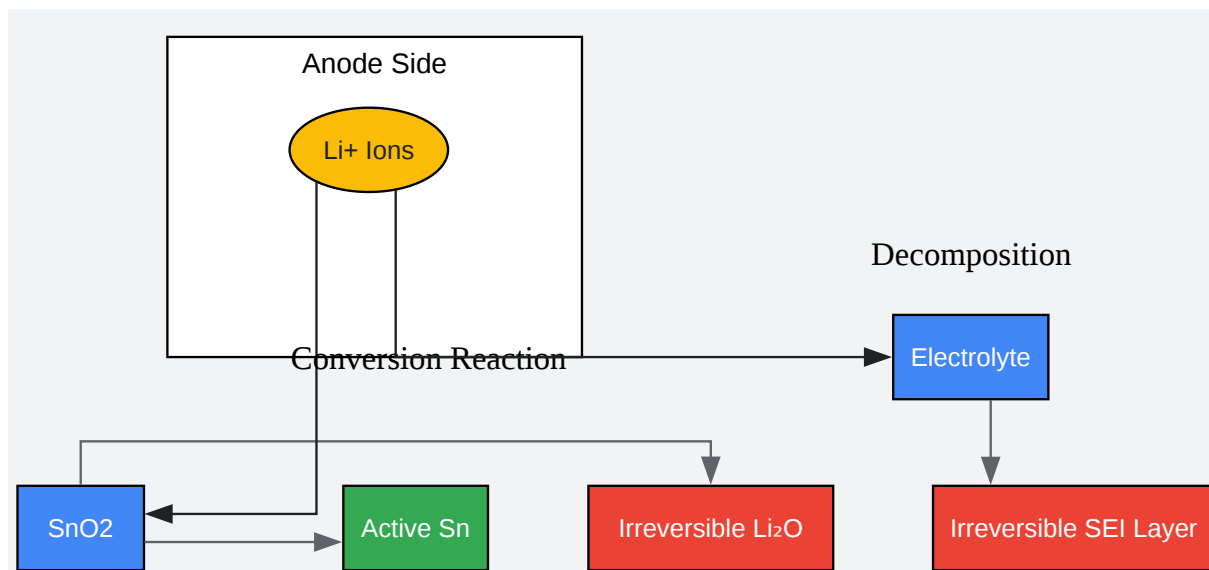 Anode Side
Li+ Ions
Decomposition
Conversion Reaction
Electrolyte
SnO2
Active Sn
Irreversible Li₂O
Irreversible SEI Layer